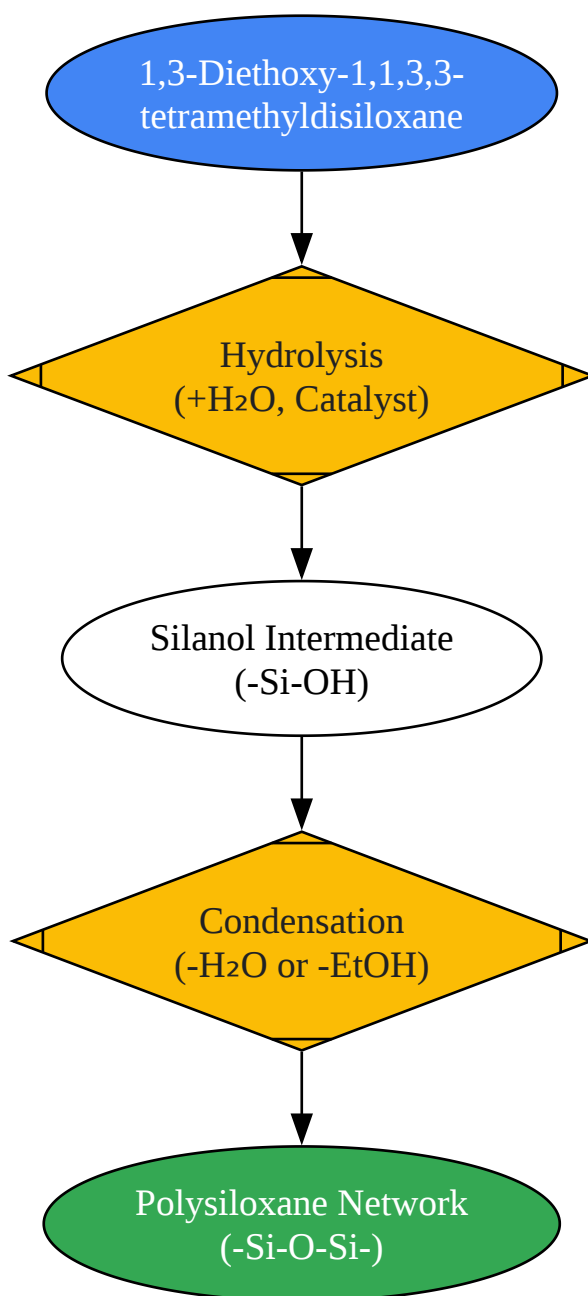 1,3-Diethoxy-1,1,3,3-
tetramethyldisiloxane
Hydrolysis
(+H₂O, Catalyst)
Silanol Intermediate
(-Si-OH)
Condensation
(-H₂O or -EtOH)
Polysiloxane Network
(-Si-O-Si-)